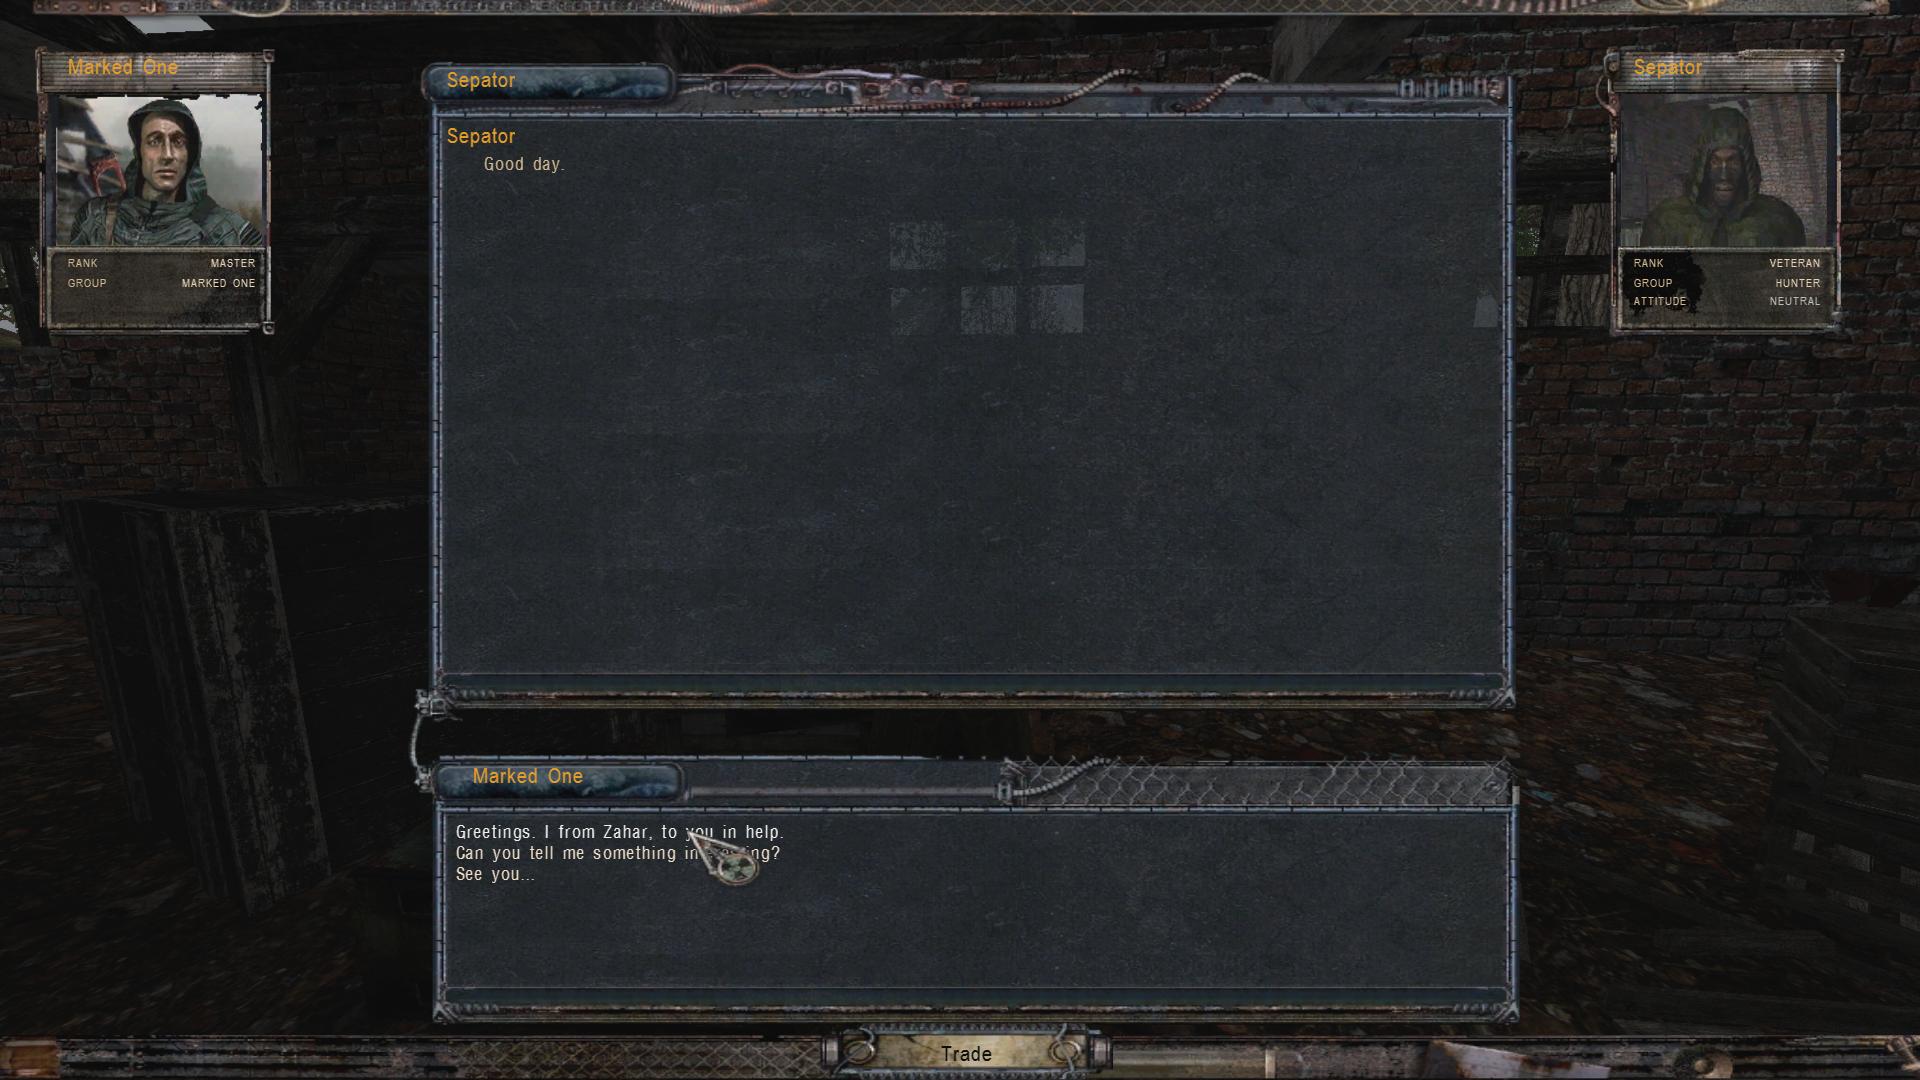 Marked One
RANK MASTER
GROUP MARKED ONE
Sepator
Sepator
Good day.
Sepator
RANK VETERAN
GROUP HUNTER
ATTITUDE NEUTRAL
Marked One
Greetings. I from Zahar, to you in help.
Can you tell me something
See you...
Trade